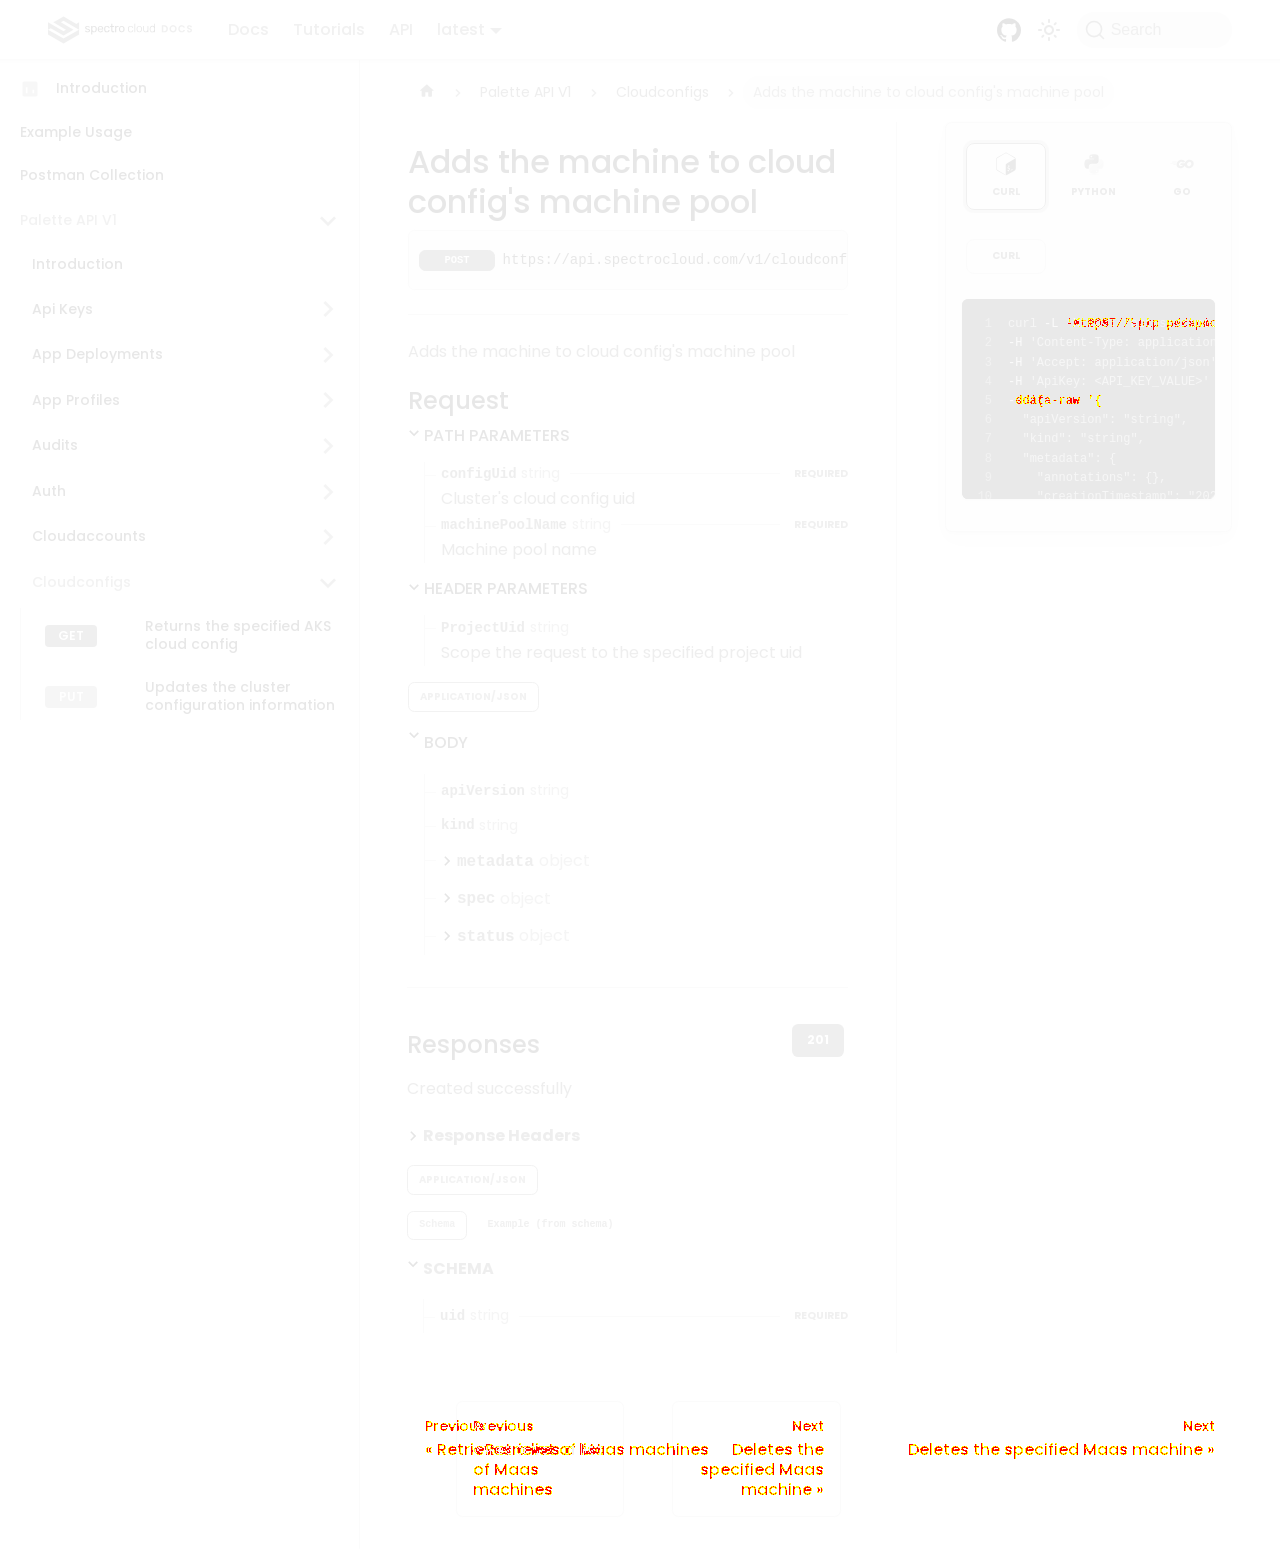 spectro cloud DOCS
Docs
Tutorials
API
latest
Search
Introduction
Example Usage
Postman Collection
Palette API V1
Introduction
Api Keys
App Deployments
App Profiles
Audits
Auth
Cloudaccounts
Cloudconfigs
GET Returns the specified AKS
cloud config
PUT Updates the cluster
configuration information
Palette API V1
Cloudconfigs
Adds the machine to cloud config's machine pool
Adds the machine to cloud
config's machine pool
POST https://api.spectrocloud.com/v1/cloudconf
Adds the machine to cloud config's machine pool
Request
PATH PARAMETERS
configUid string REQUIRED
Cluster's cloud config uid
machinePoolName string REQUIRED
Machine pool name
HEADER PARAMETERS
ProjectUid string
Scope the request to the specified project uid
APPLICATION/JSON
BODY
apiVersion string
kind string
metadata object
spec object
status object
Responses
201
Created successfully
Response Headers
APPLICATION/JSON
Schema
Example (from schema)
SCHEMA
uid string REQUIRED
CURL
PYTHON
GO
CURL
1 curl -L
2 -H 'Content-Type: application
3 -H 'Accept: application/json'
4 -H 'ApiKey: <API_KEY_VALUE>'
5 data-raw '{
6 "apiVersion": "string",
7 "kind": "string",
8 "metadata": {
9 "annotations": {},
10 "creationTimestamp": "20
Previous
Previous
Maas machines
of Maas
machines
Next
Deletes the
specified Maas
machine »
Next
Deletes the specified Maas machine »